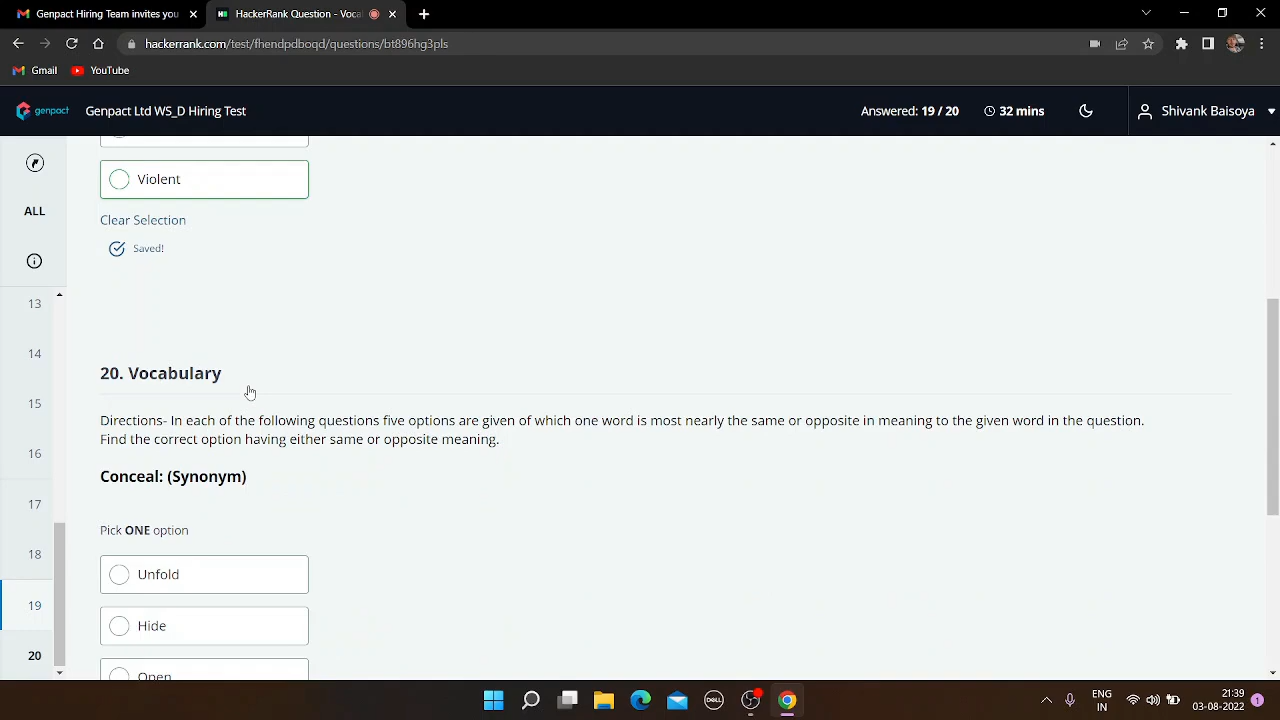 Genpact Hiring Team invites you
HackerRank Question - Voca
hackerrank.com/test/fhendpdboqd/questions/bt896hg3pls
Gmail
YouTube
genpact
Genpact Ltd WS_D Hiring Test
Answered: 19 / 20
32 mins
Shivank Baisoya
ALL
13
14
15
16
17
18
19
20
Violent
Clear Selection
Saved!
20. Vocabulary
Directions- In each of the following questions five options are given of which one word is most nearly the same or opposite in meaning to the given word in the question.
Find the correct option having either same or opposite meaning.
Conceal: (Synonym)
Pick ONE option
Unfold
Hide
Open
DELL
ENG
IN
21:39
03-08-2022
1